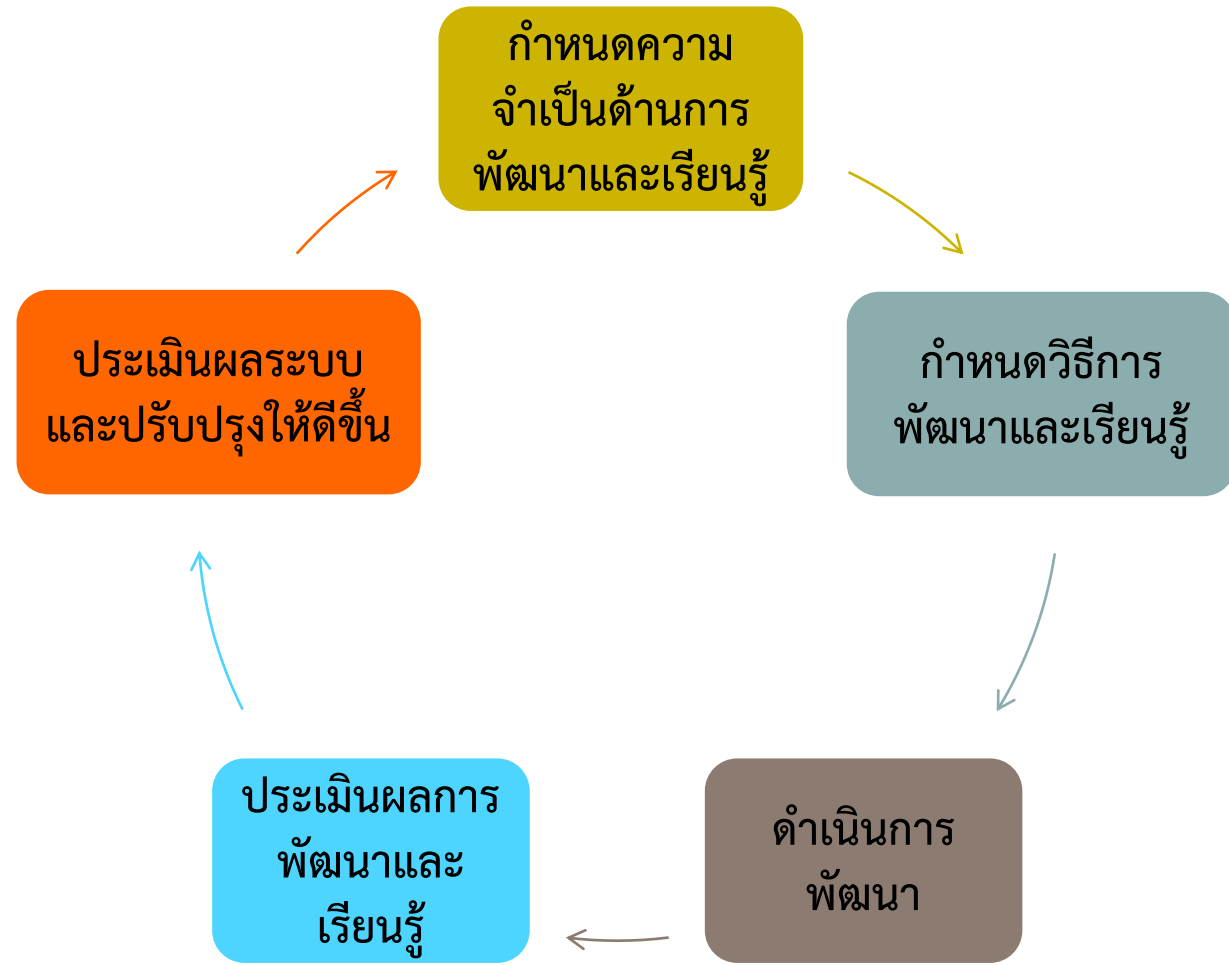 กำหนดความ
จำเป็นด้านการ
พัฒนาและเรียนรู้
กำหนดวิธีการ
พัฒนาและเรียนรู้
ดำเนินการ
พัฒนา
ประเมินผลการ
พัฒนาและ
เรียนรู้
ประเมินผลระบบ
และปรับปรุงให้ดีขึ้น